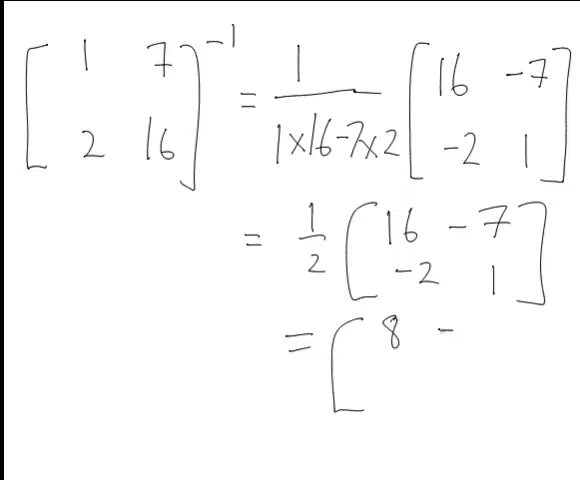 [1 7; 2 16]^-1 = 1/(1×16-7×2) [16 -7; -2 1]
= 1/2 [16 -7; -2 1]
= [8 -